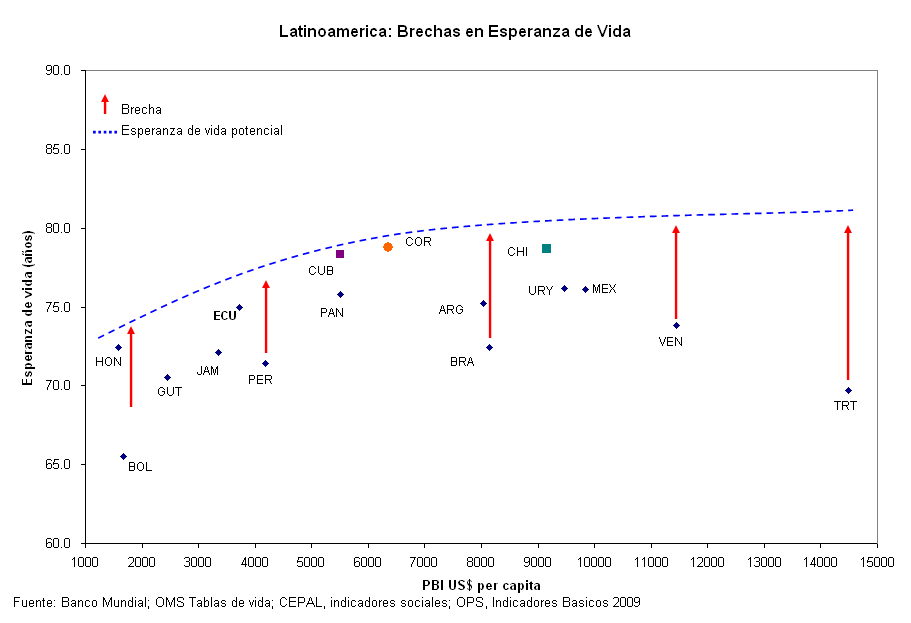 Latinoamerica: Brechas en Esperanza de Vida
90.0
Brecha
Esperanza de vida potencial
85.0
80.0
COR
CHI
CUB
75.0
URY
MEX
ECU
PAN
ARG
VEN
HON
BRA
JAM
PER
GUT
70.0
TRT
65.0
BOL
60.0
Esperanza de vida (años)
1000 2000 3000 4000 5000 6000 7000 8000 9000 10000 11000 12000 13000 14000 15000
PBI US$ per capita
Fuente: Banco Mundial; OMS Tablas de vida; CEPAL, indicadores sociales; OPS, Indicadores Basicos 2009